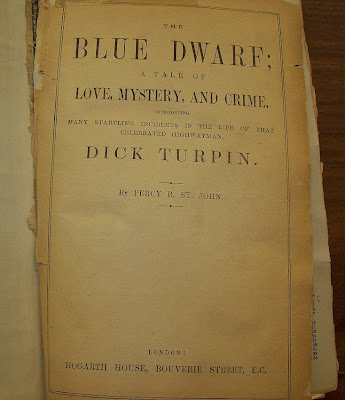 THE
BLUE DWARF;
A TALE OF
LOVE, MYSTERY, AND CRIME.
INTRODUCING
MANY STARTLING INCIDENTS IN THE LIFE OF THAT
CELEBRATED HIGHWAYMAN,
DICK TURPIN.
By PERCY B. ST. JOHN.
LONDON:
HOGARTH HOUSE, BOUVERIE STREET, E.C.